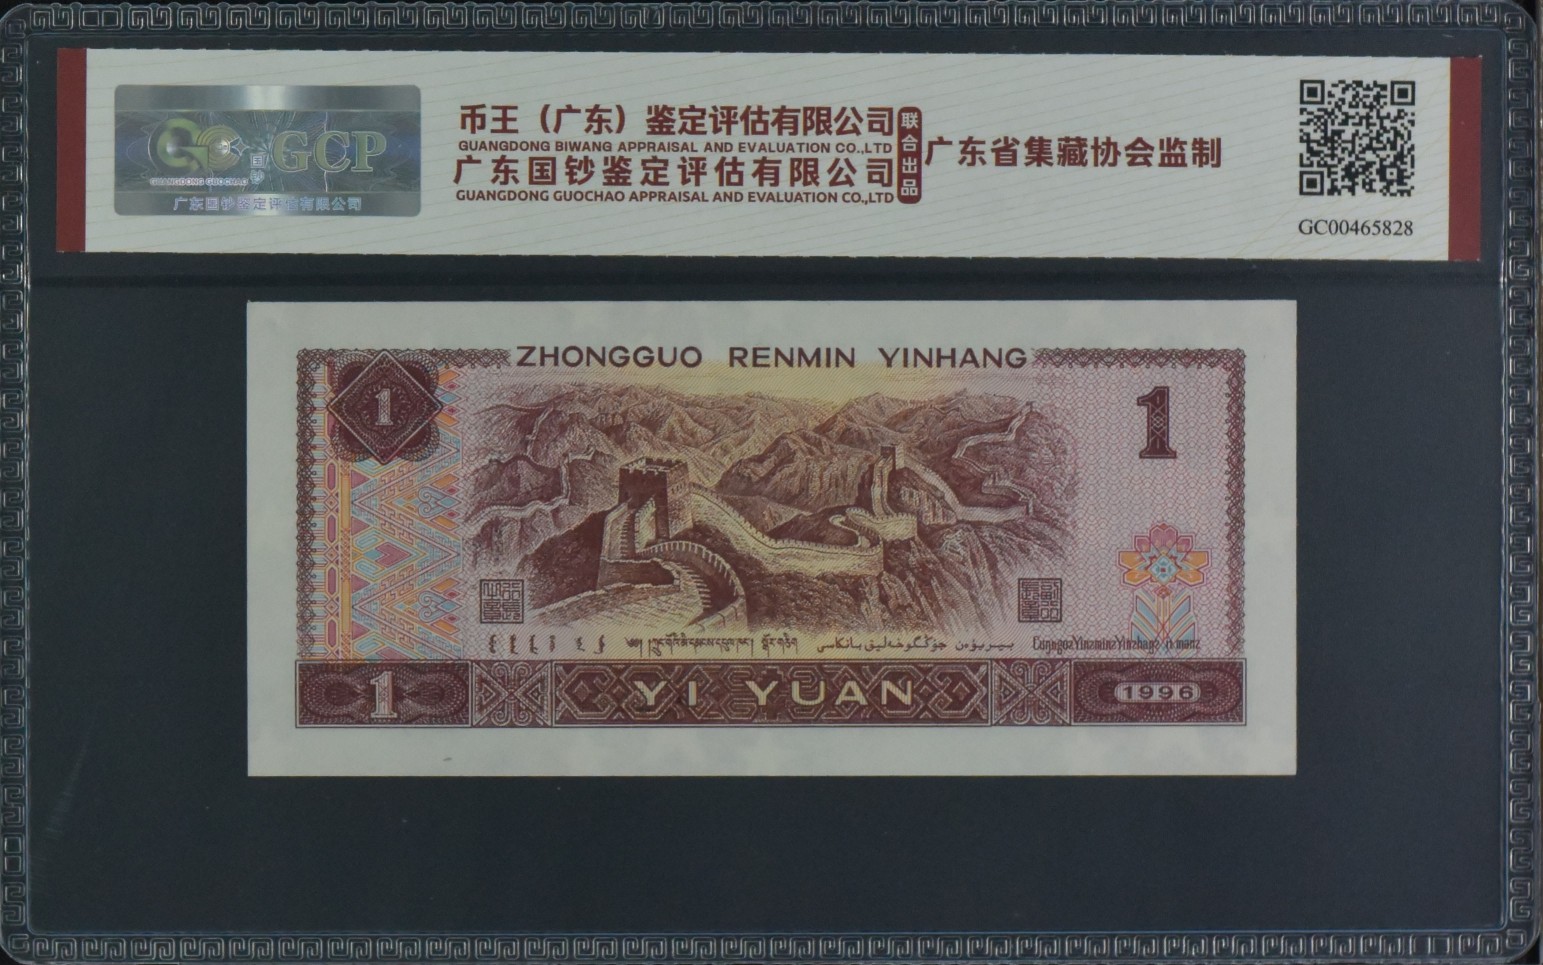 GC 国钞 GCP
GUANGDONG GUOCHAO
广东国钞鉴定评估有限公司
币王（广东）鉴定评估有限公司
GUANGDONG BIWANG APPRAISAL AND EVALUATION CO.,LTD
广东国钞鉴定评估有限公司
GUANGDONG GUOCHAO APPRAISAL AND EVALUATION CO.,LTD
联合出品
广东省集藏协会监制
GC00465828
ZHONGGUO RENMIN YINHANG
1
1
1
YI YUAN
1996